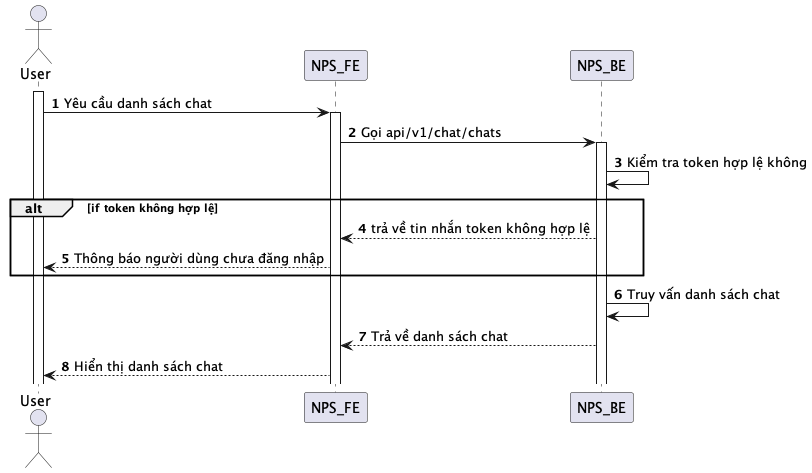 User
NPS_FE
NPS_BE
1 Yêu cầu danh sách chat
2 Gọi api/v1/chat/chats
3 Kiểm tra token hợp lệ không
alt [if token không hợp lệ]
4 trả về tin nhắn token không hợp lệ
5 Thông báo người dùng chưa đăng nhập
6 Truy vấn danh sách chat
7 Trả về danh sách chat
8 Hiển thị danh sách chat
User
NPS_FE
NPS_BE